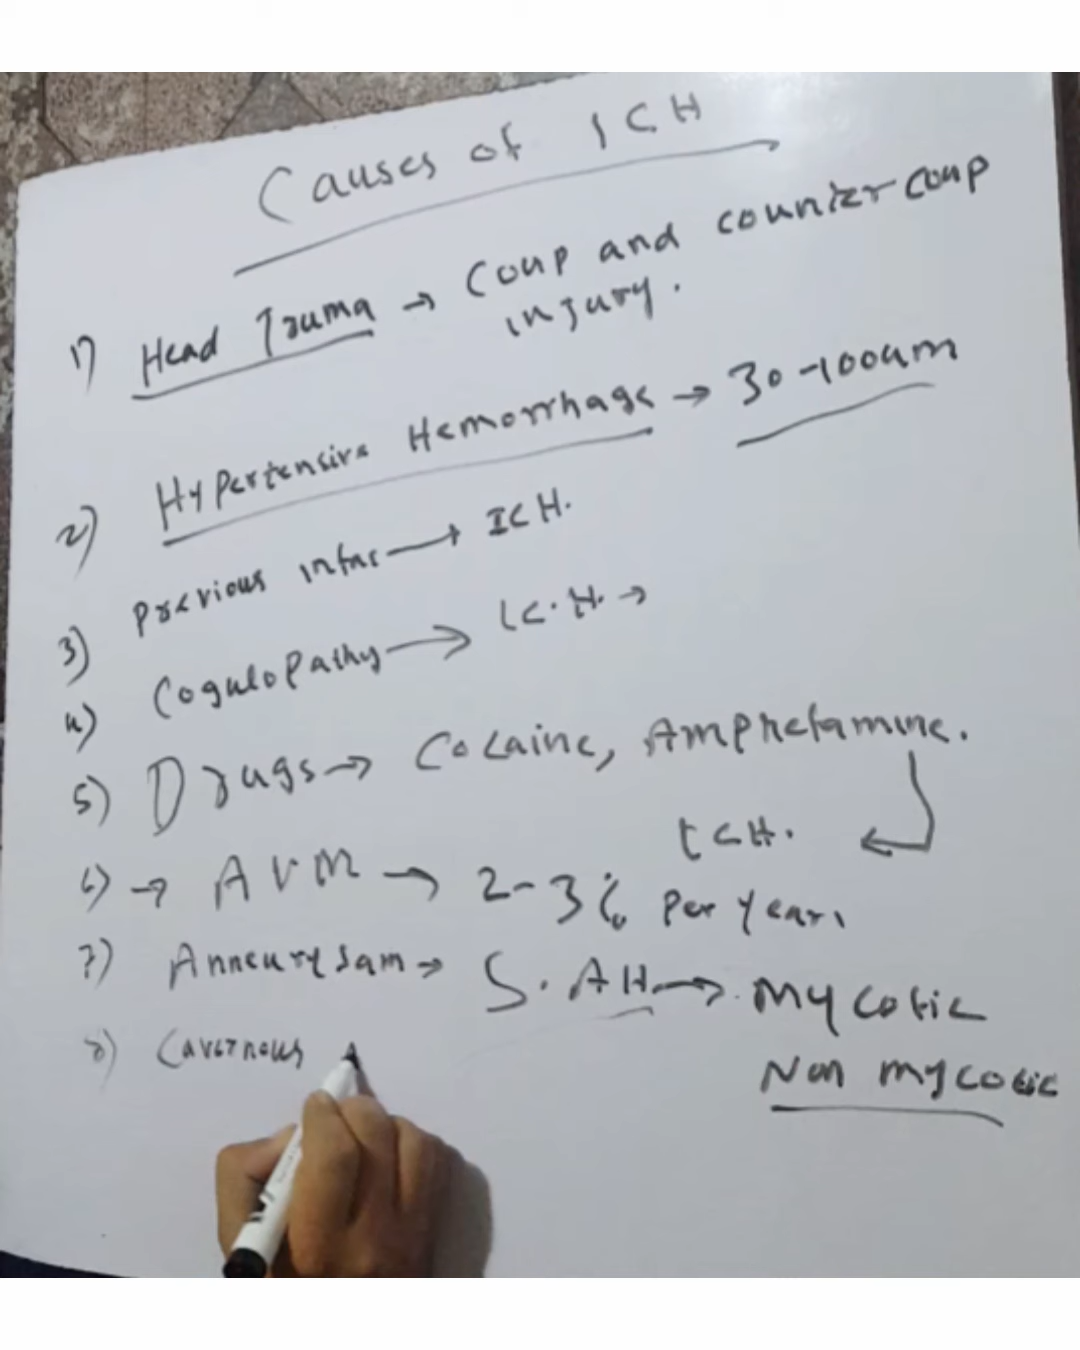 Causes of ICH
1) Head Trauma → Coup and counter coup
injury.
2) Hypertensive Hemorrhage → 30-100um
3) Previous infac → ICH.
4) Cogulopathy → I C. H. →
5) Drugs → Cocaine, Amphetamine.
ICH.
6) → AVM → 2-3% Per year.
7) Anneurysam → S. AH → Mycotic
Non mycotic
8) Cavernous